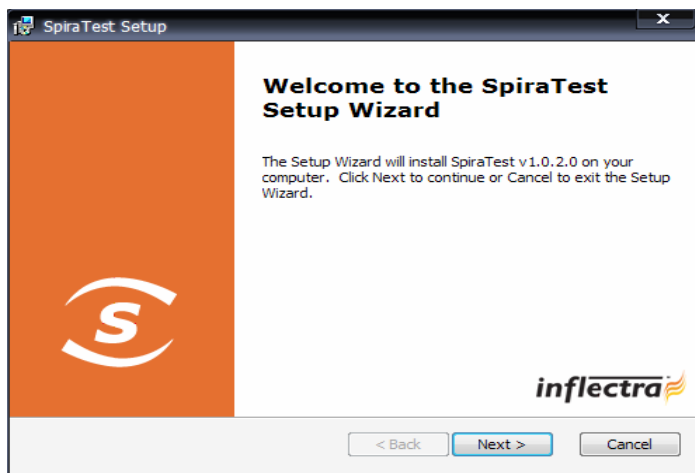 SpiraTest Setup
x
Welcome to the SpiraTest
Setup Wizard
The Setup Wizard will install SpiraTest v1.0.2.0 on your
computer. Click Next to continue or Cancel to exit the Setup
Wizard.
S
inflectra
< Back
Next >
Cancel